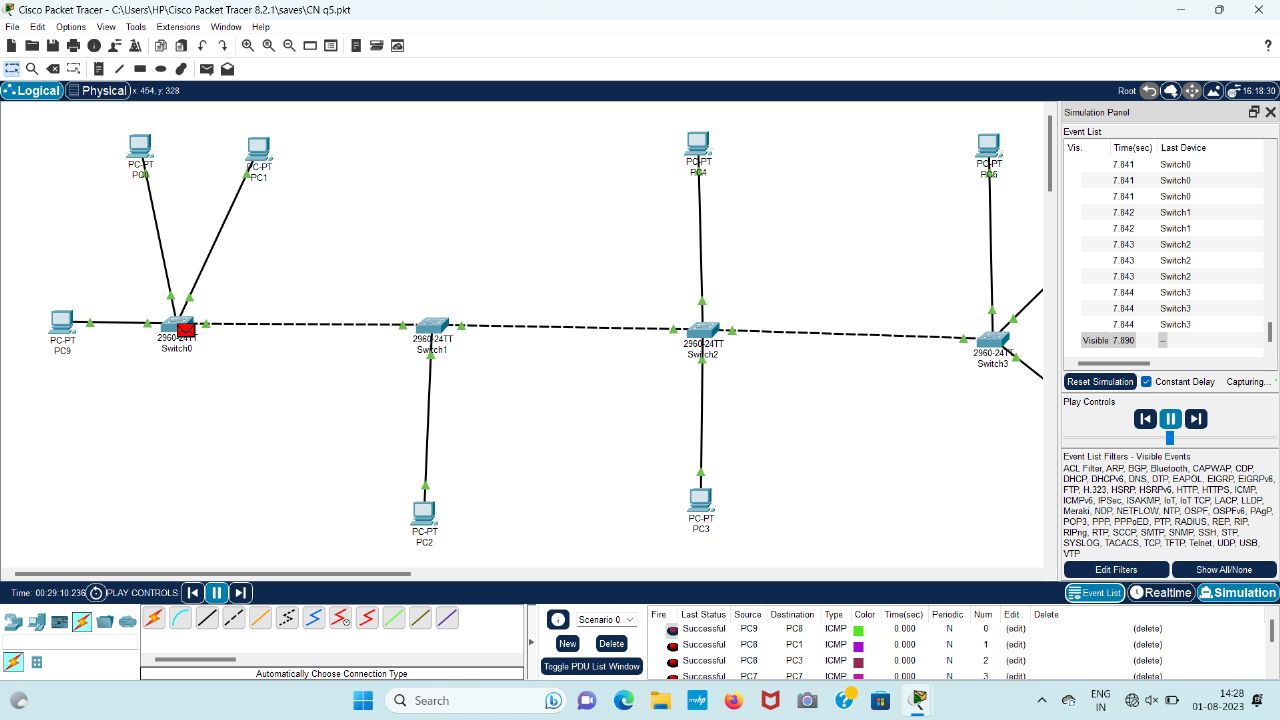 Cisco Packet Tracer - C:\Users\HP\Cisco Packet Tracer 8.2.1\saves\CN q5.pkt
File Edit Options View Tools Extensions Window Help
Logical Physical x: 454, y: 328
Root 16:18:30
PC-PT
PC-PT
PC1
PC-PT
PC4
PC-PT
PC6
PC-PT
PC9
2960-24TT
Switch0
2960-24TT
Switch1
2960-24TT
Switch2
2960-24TT
Switch3
PC-PT
PC2
PC-PT
PC3
Simulation Panel
Event List
Vis. Time(sec) Last Device
7.841 Switch0
7.841 Switch0
7.841 Switch0
7.842 Switch1
7.842 Switch1
7.843 Switch2
7.843 Switch2
7.843 Switch2
7.844 Switch3
7.844 Switch3
7.844 Switch3
Visible 7.890 --
Reset Simulation Constant Delay Capturing...
Play Controls
Event List Filters - Visible Events
ACL Filter, ARP, BGP, Bluetooth, CAPWAP, CDP,
DHCP, DHCPv6, DNS, DTP, EAPOL, EIGRP, EIGRPv6,
FTP, H.323, HSRP, HSRPv6, HTTP, HTTPS, ICMP,
ICMPv6, IPSec, ISAKMP, IoT, IoT TCP, LACP, LLDP,
Meraki, NDP, NETFLOW, NTP, OSPF, OSPFv6, PAgP,
POP3, PPP, PPPoED, PTP, RADIUS, REP, RIP,
RIPng, RTP, SCCP, SMTP, SNMP, SSH, STP,
SYSLOG, TACACS, TCP, TFTP, Telnet, UDP, USB,
VTP
Edit Filters Show All/None
Time: 00:29:10.236 PLAY CONTROLS:
Event List Realtime Simulation
Automatically Choose Connection Type
Scenario 0
New Delete
Toggle PDU List Window
Fire Last Status Source Destination Type Color Time(sec) Periodic Num Edit Delete
Successful PC9 PC8 ICMP 0.000 N 0 (edit) (delete)
Successful PC8 PC1 ICMP 0.000 N 1 (edit) (delete)
Successful PC6 PC3 ICMP 0.000 N 2 (edit) (delete)
Successful PC7 PC7 ICMP 0.000 N 3 (edit) (delete)
Search
ENG
IN
14:28
01-08-2023